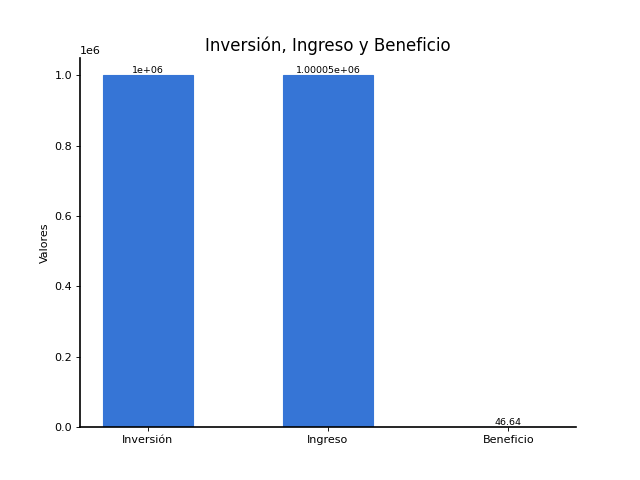 Inversión, Ingreso y Beneficio
1e6
1e+06
1.00005e+06
46.64
1.0
0.8
0.6
0.4
0.2
0.0
Valores
Inversión
Ingreso
Beneficio